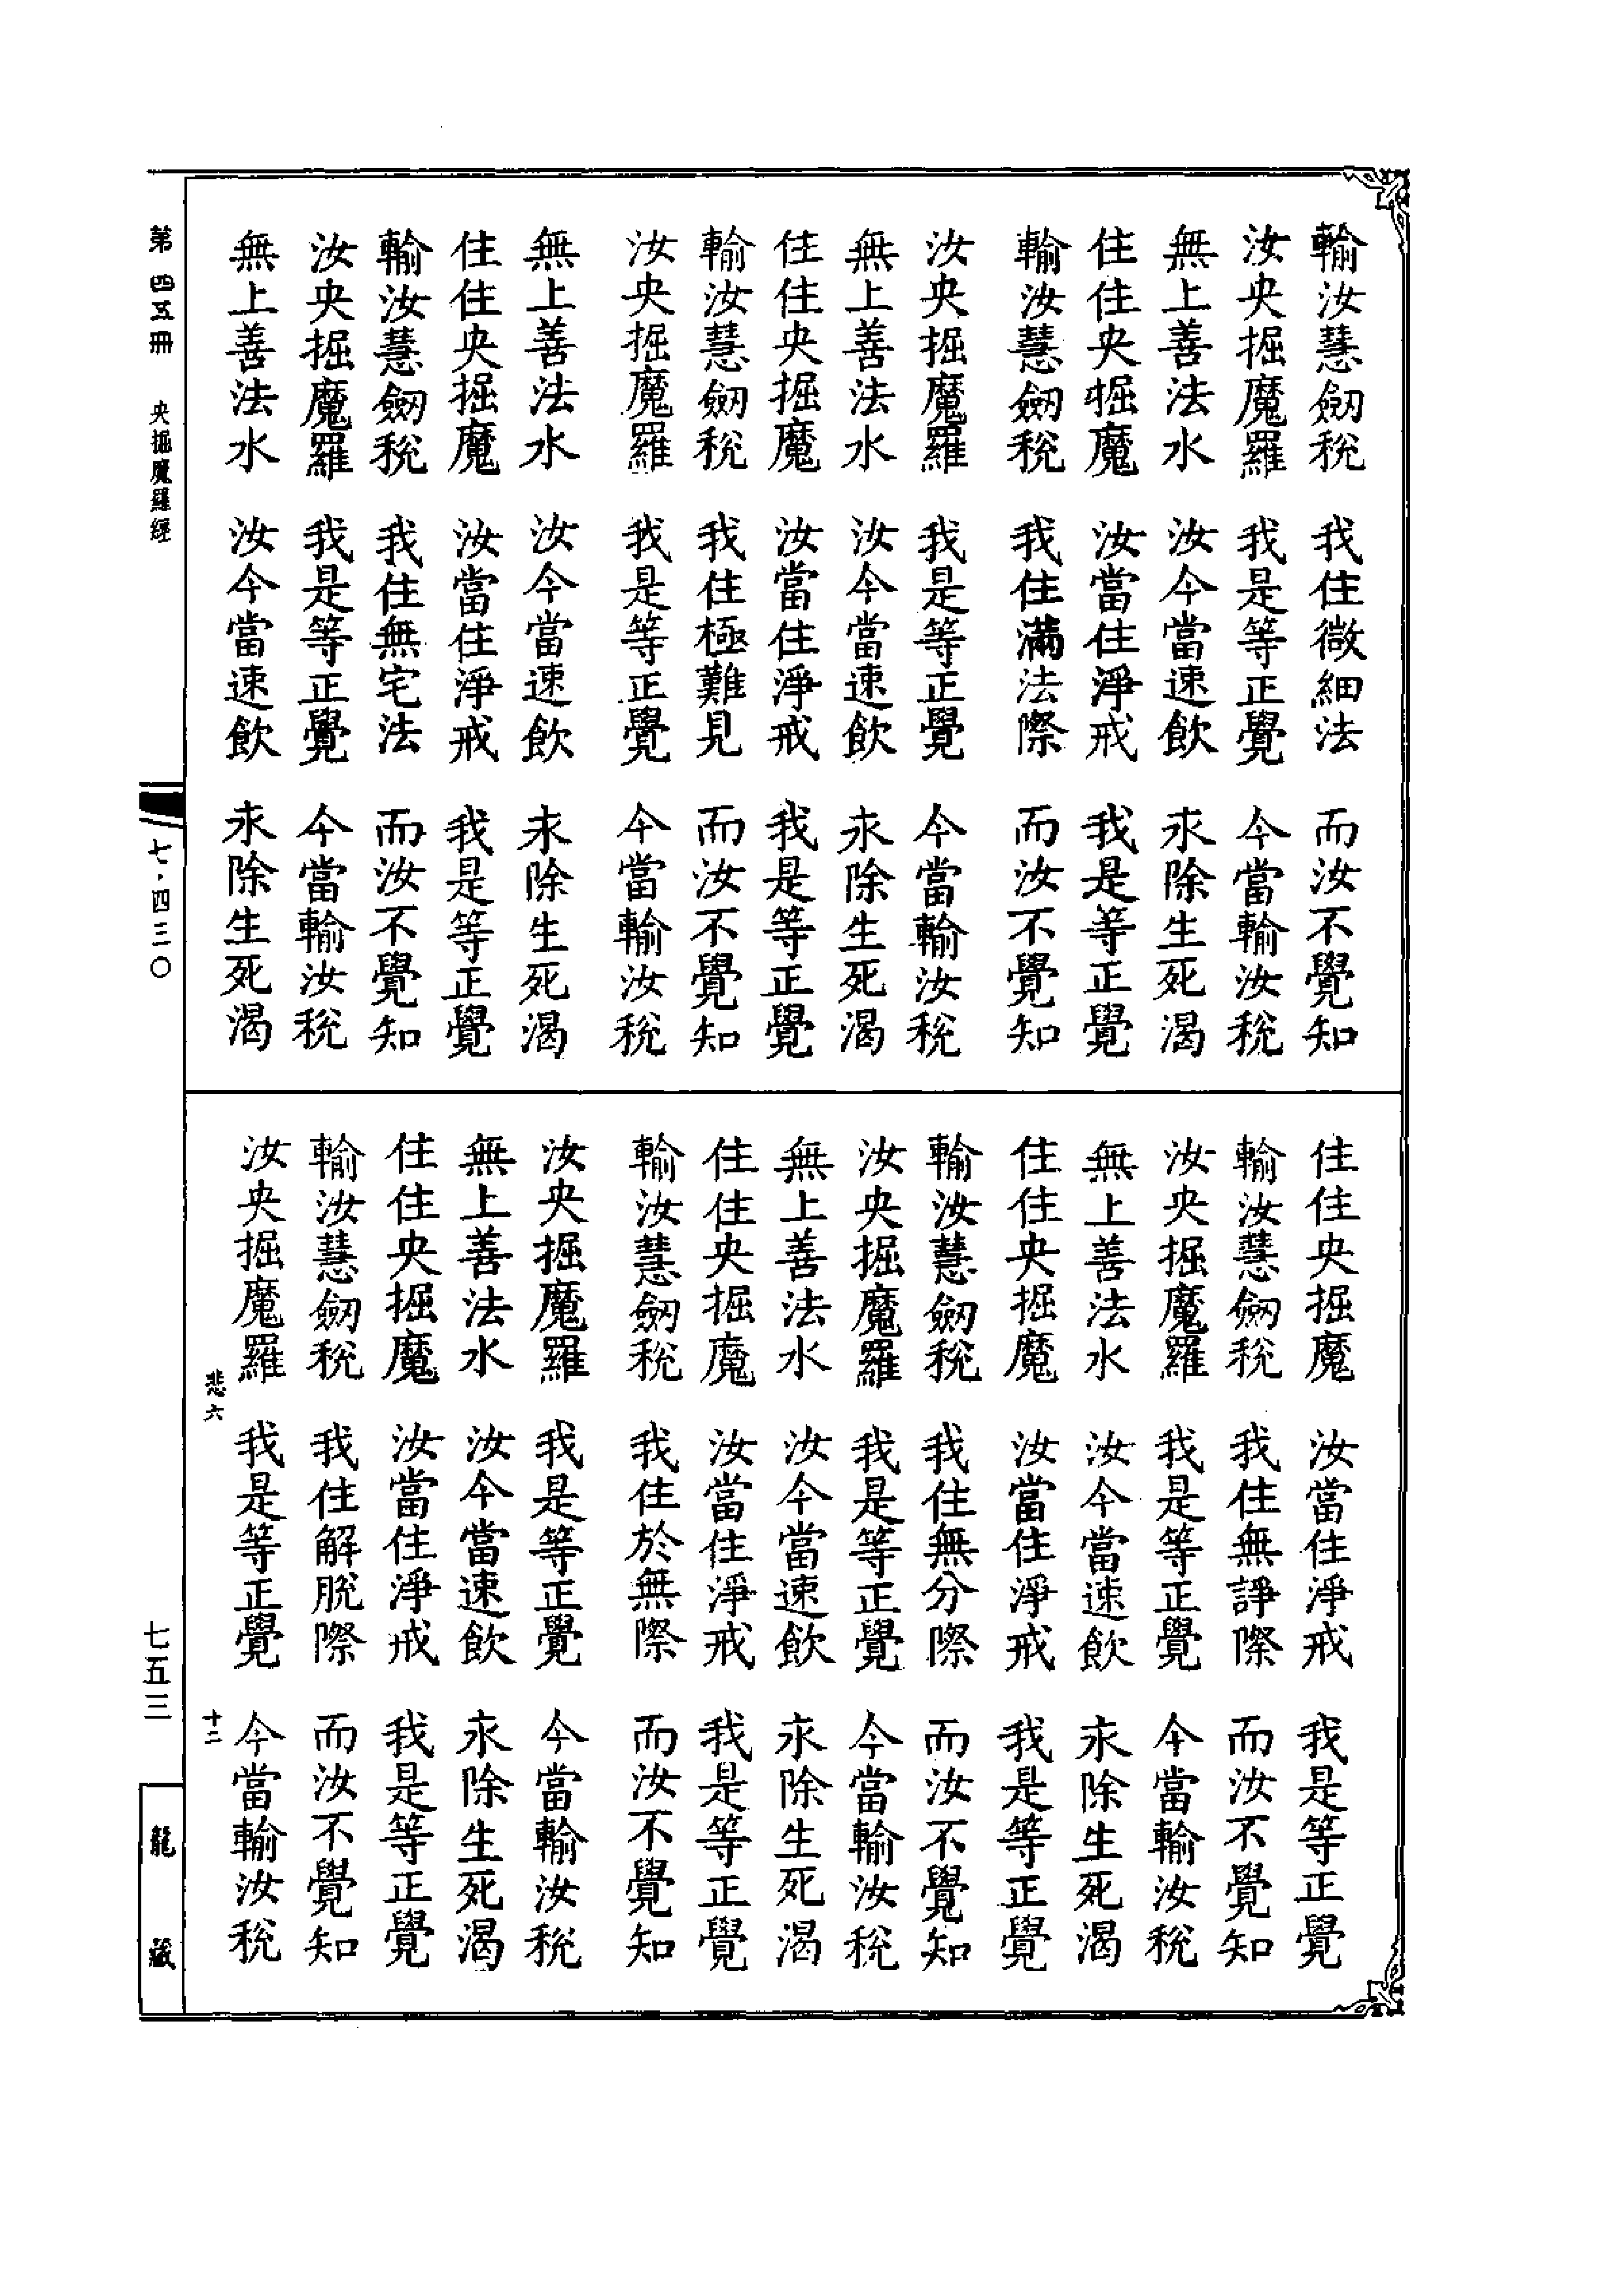 輸汝慧劒稅　我住微細法　而汝不覺知
汝央掘魔羅　我是等正覺　今當輸汝稅
無上善法水　汝今當速飲　永除生死渴
住住央掘魔　汝當住淨戒　我是等正覺
輸汝慧劒稅　我住滿法際　而汝不覺知
汝央掘魔羅　我是等正覺　今當輸汝稅
無上善法水　汝今當速飲　永除生死渴
住住央掘魔　汝當住淨戒　我是等正覺
輸汝慧劒稅　我住極難見　而汝不覺知
汝央掘魔羅　我是等正覺　今當輸汝稅
無上善法水　汝今當速飲　永除生死渴
住住央掘魔　汝當住淨戒　我是等正覺
輸汝慧劒稅　我住無宅法　而汝不覺知
汝央掘魔羅　我是等正覺　今當輸汝稅
無上善法水　汝今當速飲　永除生死渴
住住央掘魔　汝當住淨戒　我是等正覺
輸汝慧劒稅　我住無諍際　而汝不覺知
汝央掘魔羅　我是等正覺　今當輸汝稅
無上善法水　汝今當速飲　永除生死渴
住住央掘魔　汝當住淨戒　我是等正覺
輸汝慧劒稅　我住無分際　而汝不覺知
汝央掘魔羅　我是等正覺　今當輸汝稅
無上善法水　汝今當速飲　永除生死渴
住住央掘魔　汝當住淨戒　我是等正覺
輸汝慧劒稅　我住於無際　而汝不覺知
汝央掘魔羅　我是等正覺　今當輸汝稅
無上善法水　汝今當速飲　永除生死渴
住住央掘魔　汝當住淨戒　我是等正覺
輸汝慧劒稅　我住解脫際　而汝不覺知
汝央掘魔羅　我是等正覺　今當輸汝稅
悲六　十二
第四五冊　央掘魔羅經　七·四三〇　七五三　龍藏